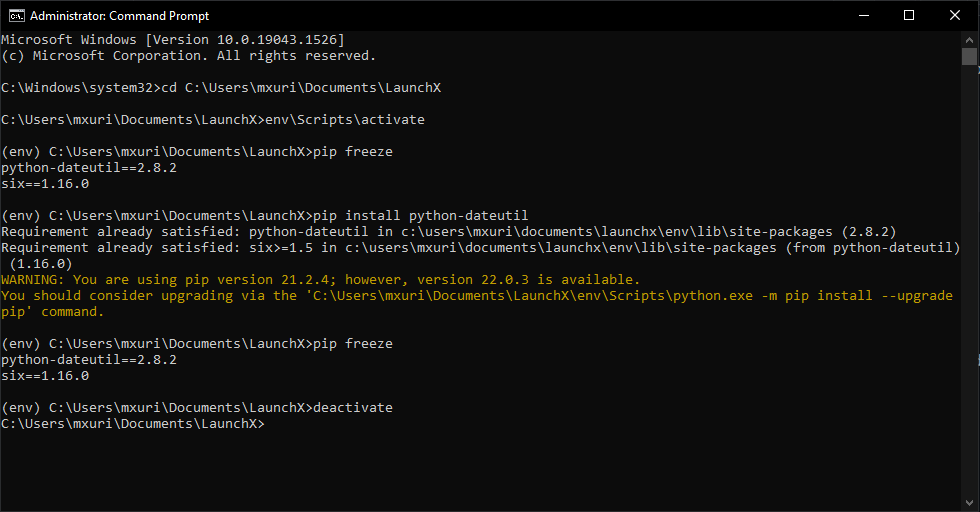 Administrator: Command Prompt
Microsoft Windows [Version 10.0.19043.1526]
(c) Microsoft Corporation. All rights reserved.
C:\Windows\system32>cd C:\Users\mxuri\Documents\LaunchX
C:\Users\mxuri\Documents\LaunchX>env\Scripts\activate
(env) C:\Users\mxuri\Documents\LaunchX>pip freeze
python-dateutil==2.8.2
six==1.16.0
(env) C:\Users\mxuri\Documents\LaunchX>pip install python-dateutil
Requirement already satisfied: python-dateutil in c:\users\mxuri\documents\launchx\env\lib\site-packages (2.8.2)
Requirement already satisfied: six>=1.5 in c:\users\mxuri\documents\launchx\env\lib\site-packages (from python-dateutil)
 (1.16.0)
WARNING: You are using pip version 21.2.4; however, version 22.0.3 is available.
You should consider upgrading via the 'C:\Users\mxuri\Documents\LaunchX\env\Scripts\python.exe -m pip install --upgrade
pip' command.
(env) C:\Users\mxuri\Documents\LaunchX>pip freeze
python-dateutil==2.8.2
six==1.16.0
(env) C:\Users\mxuri\Documents\LaunchX>deactivate
C:\Users\mxuri\Documents\LaunchX>